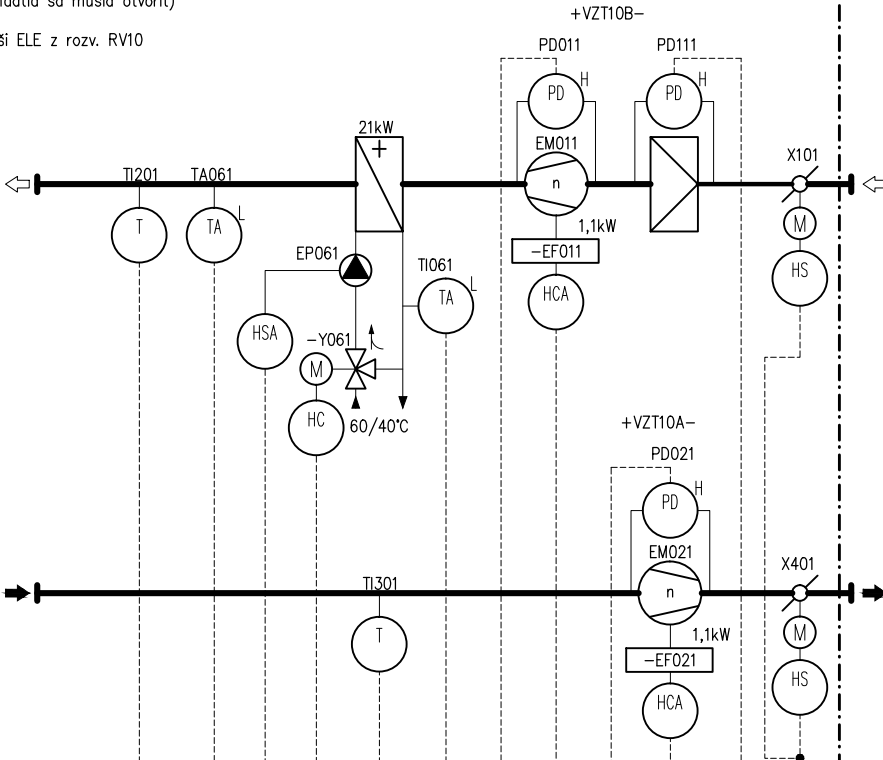 sa musia otvoriť)
ELE z rozv. RV10
+VZT10B-
PD011
PD111
PD
H
PD
H
21kW
+
EM011
X101
TI201
TA061
n
T
TA
L
M
1,1kW
-EF011
EP061
TI061
HS
TA
L
HCA
HSA
-Y061
M
HC
60/40°C
+VZT10A-
PD021
PD
H
EM021
X401
TI301
n
T
M
1,1kW
-EF021
HS
HCA